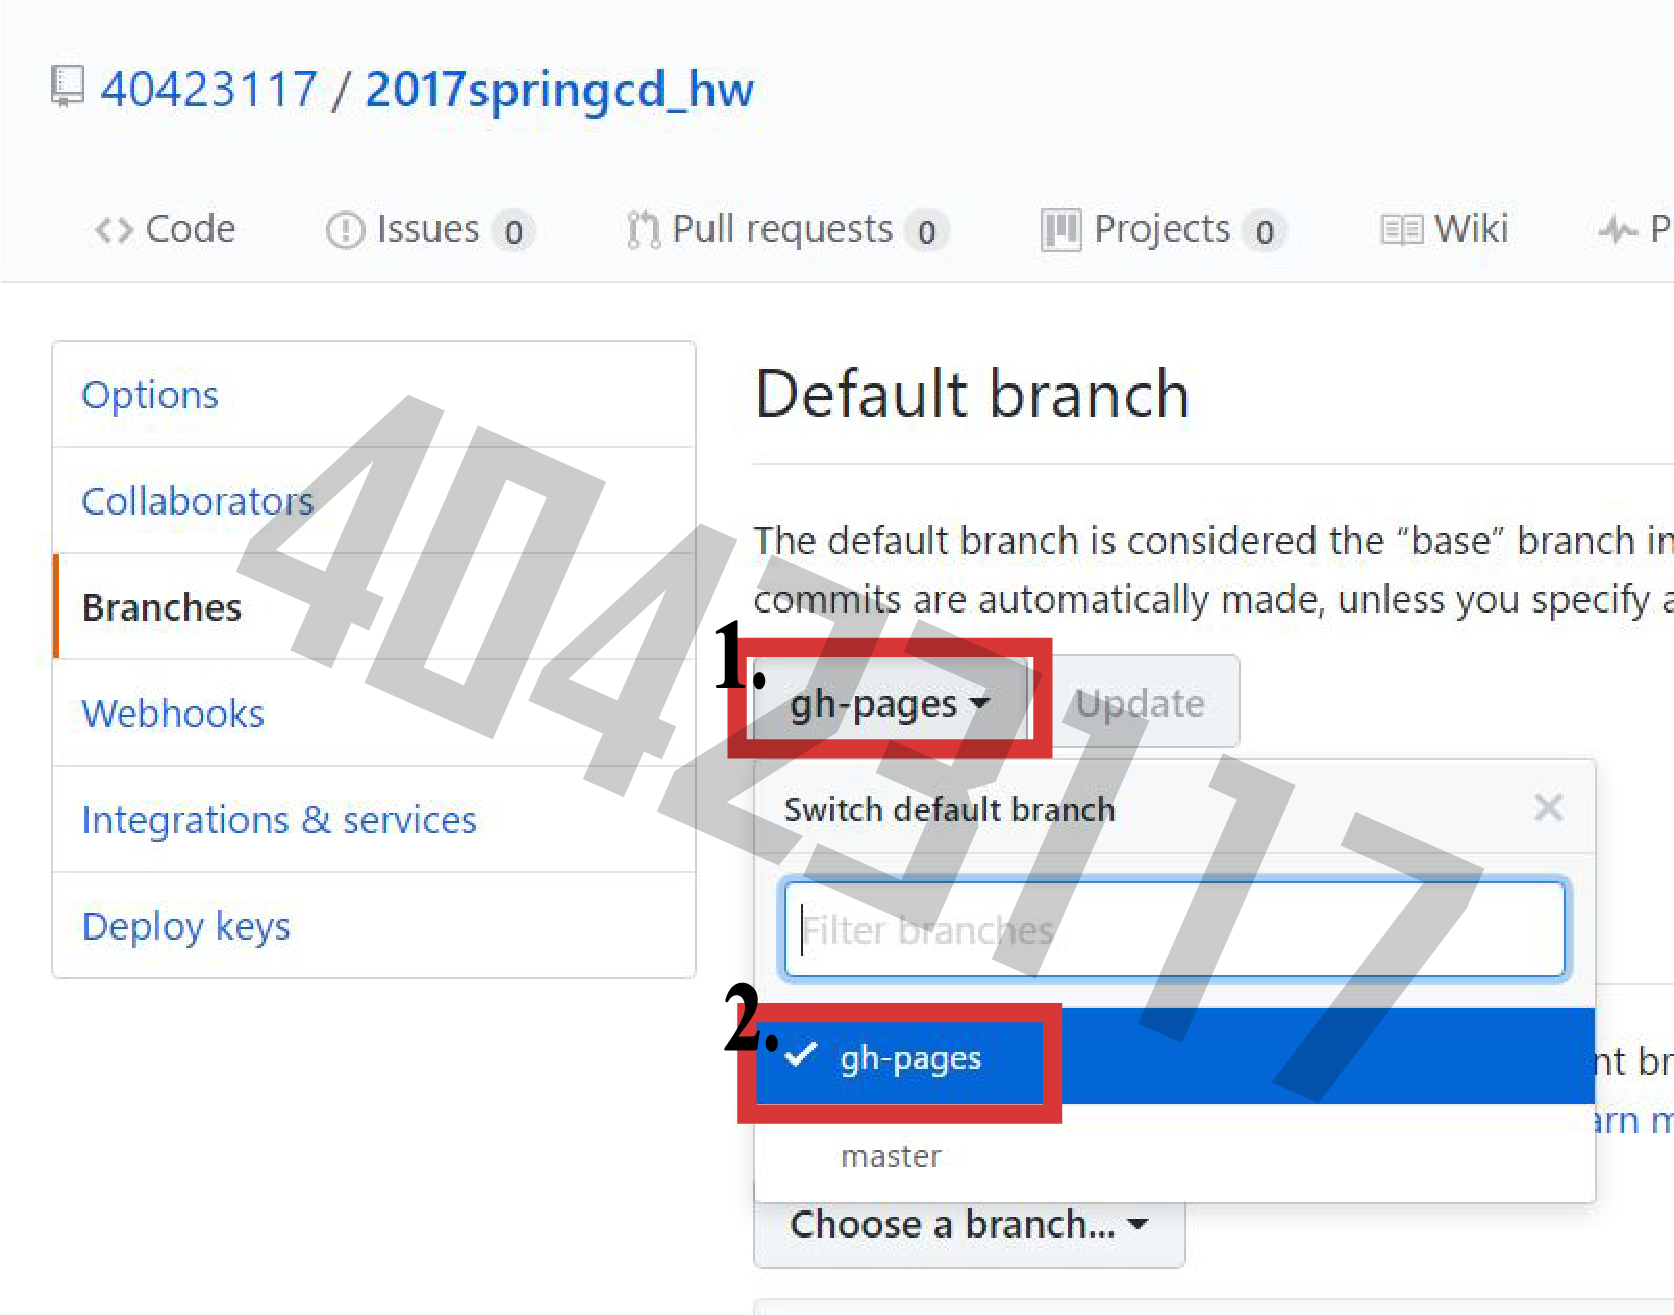 40423117 / 2017springcd_hw
Code Issues 0 Pull requests 0 Projects 0 Wiki P
Options
Collaborators
Branches
Webhooks
Integrations & services
Deploy keys
Default branch
The default branch is considered the “base” branch in
commits are automatically made, unless you specify a
1.
gh-pages Update
Switch default branch
Filter branches
2.
gh-pages
nt br
arn m
master
Choose a branch...
40423117